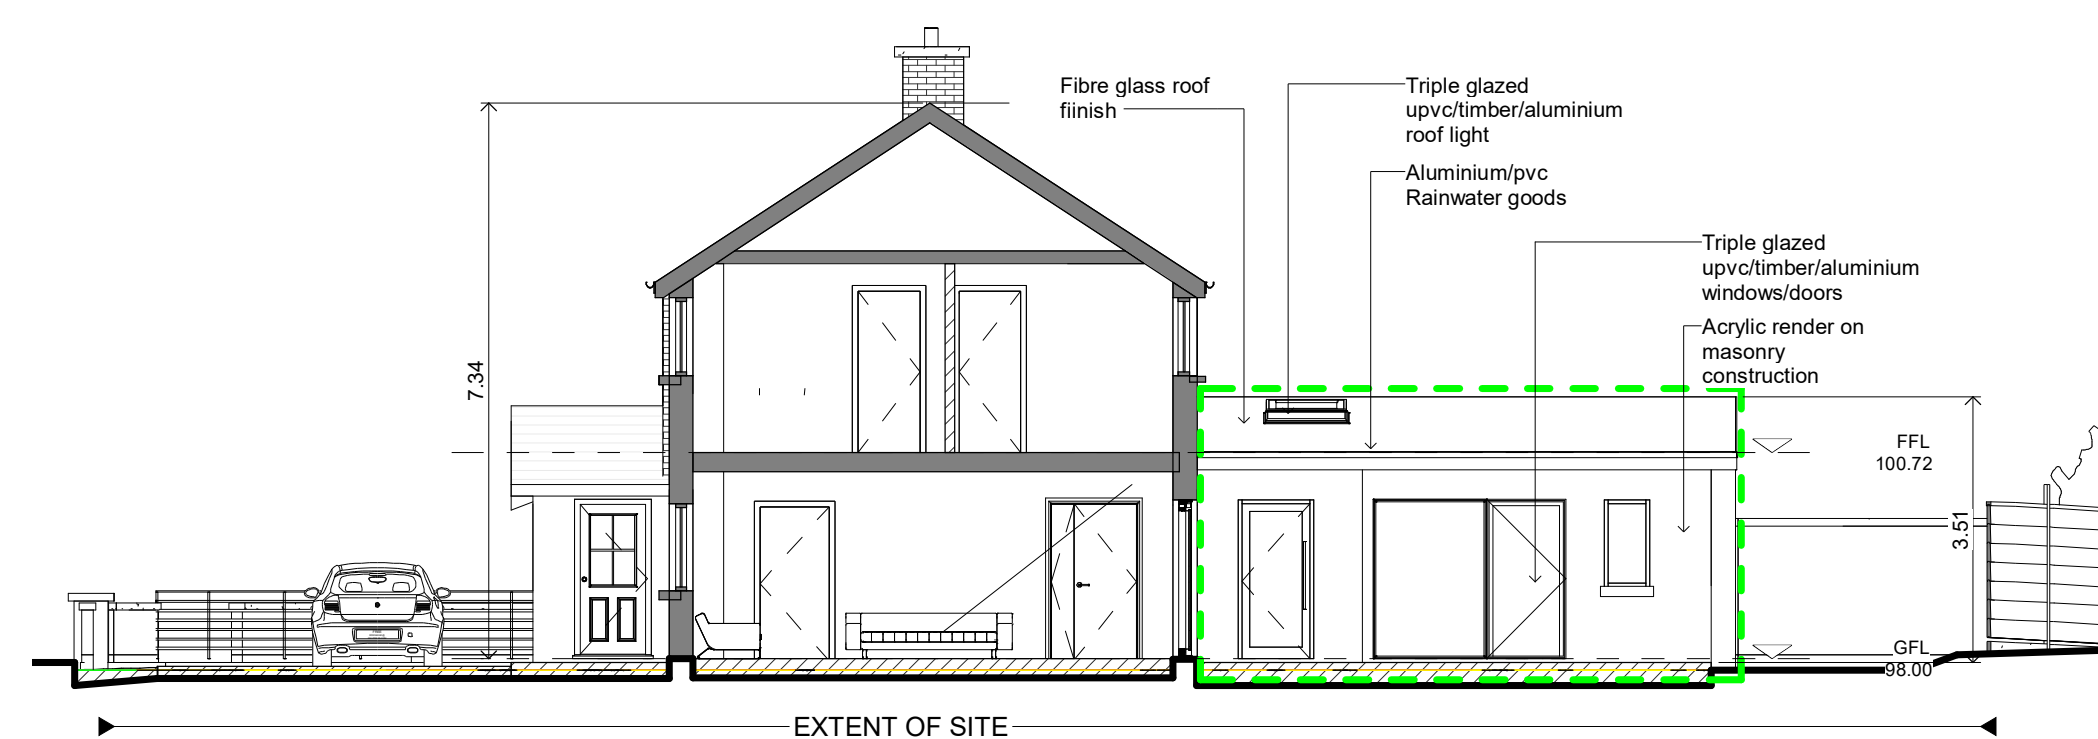 Fibre glass roof
fiinish
Triple glazed
upvc/timber/aluminium
roof light
Aluminium/pvc
Rainwater goods
Triple glazed
upvc/timber/aluminium
windows/doors
Acrylic render on
masonry
construction
7.34
FFL
100.72
3.51
GFL
98.00
EXTENT OF SITE